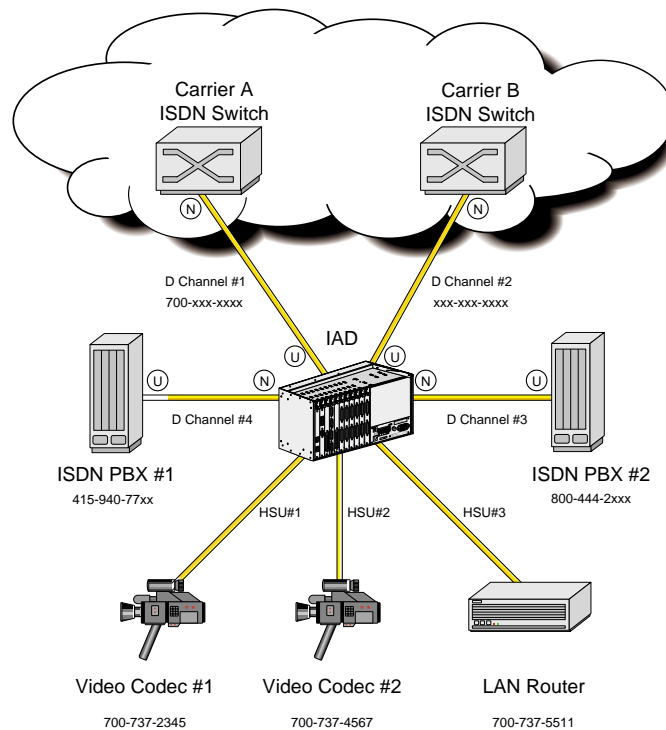 Carrier A
ISDN Switch
Carrier B
ISDN Switch
N
N
D Channel #1
700-xxx-xxxx
D Channel #2
xxx-xxx-xxxx
IAD
U
U
U
N
N
U
D Channel #4
D Channel #3
ISDN PBX #1
415-940-77xx
ISDN PBX #2
800-444-2xxx
HSU#1
HSU#2
HSU#3
Video Codec #1
Video Codec #2
LAN Router
700-737-2345
700-737-4567
700-737-5511